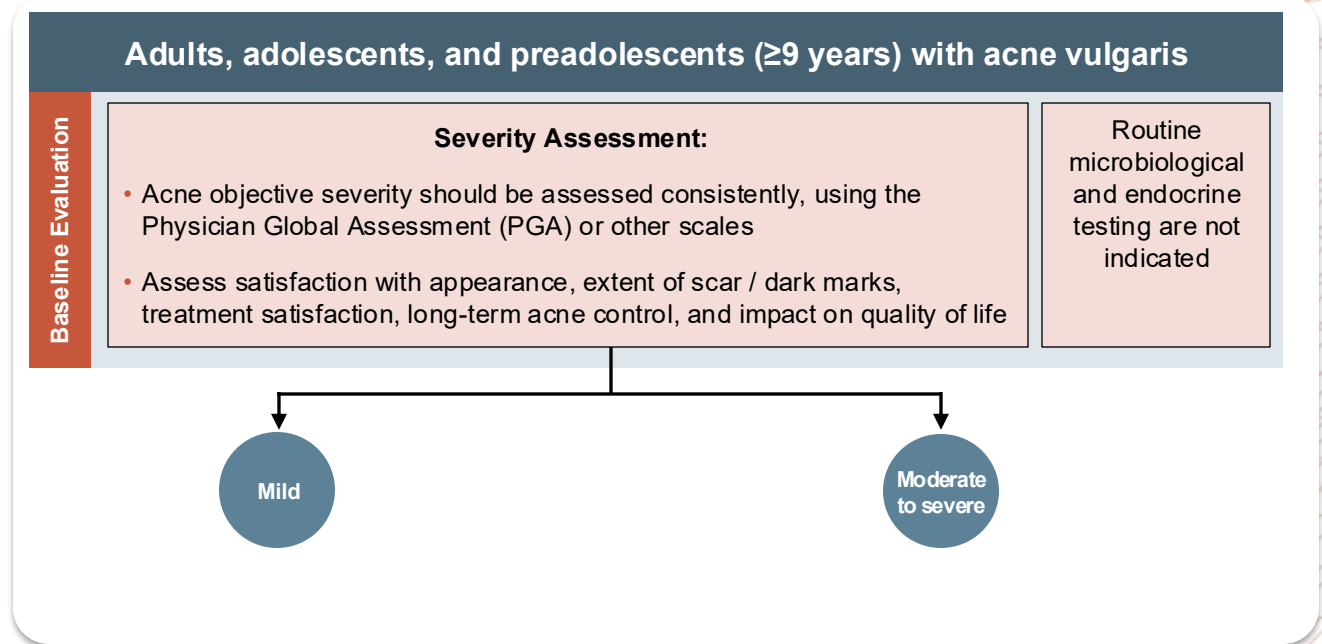 Adults, adolescents, and preadolescents (≥9 years) with acne vulgaris
Baseline Evaluation
Severity Assessment:
• Acne objective severity should be assessed consistently, using the
Physician Global Assessment (PGA) or other scales
• Assess satisfaction with appearance, extent of scar / dark marks,
treatment satisfaction, long-term acne control, and impact on quality of life
Routine
microbiological
and endocrine
testing are not
indicated
Mild
Moderate
to severe